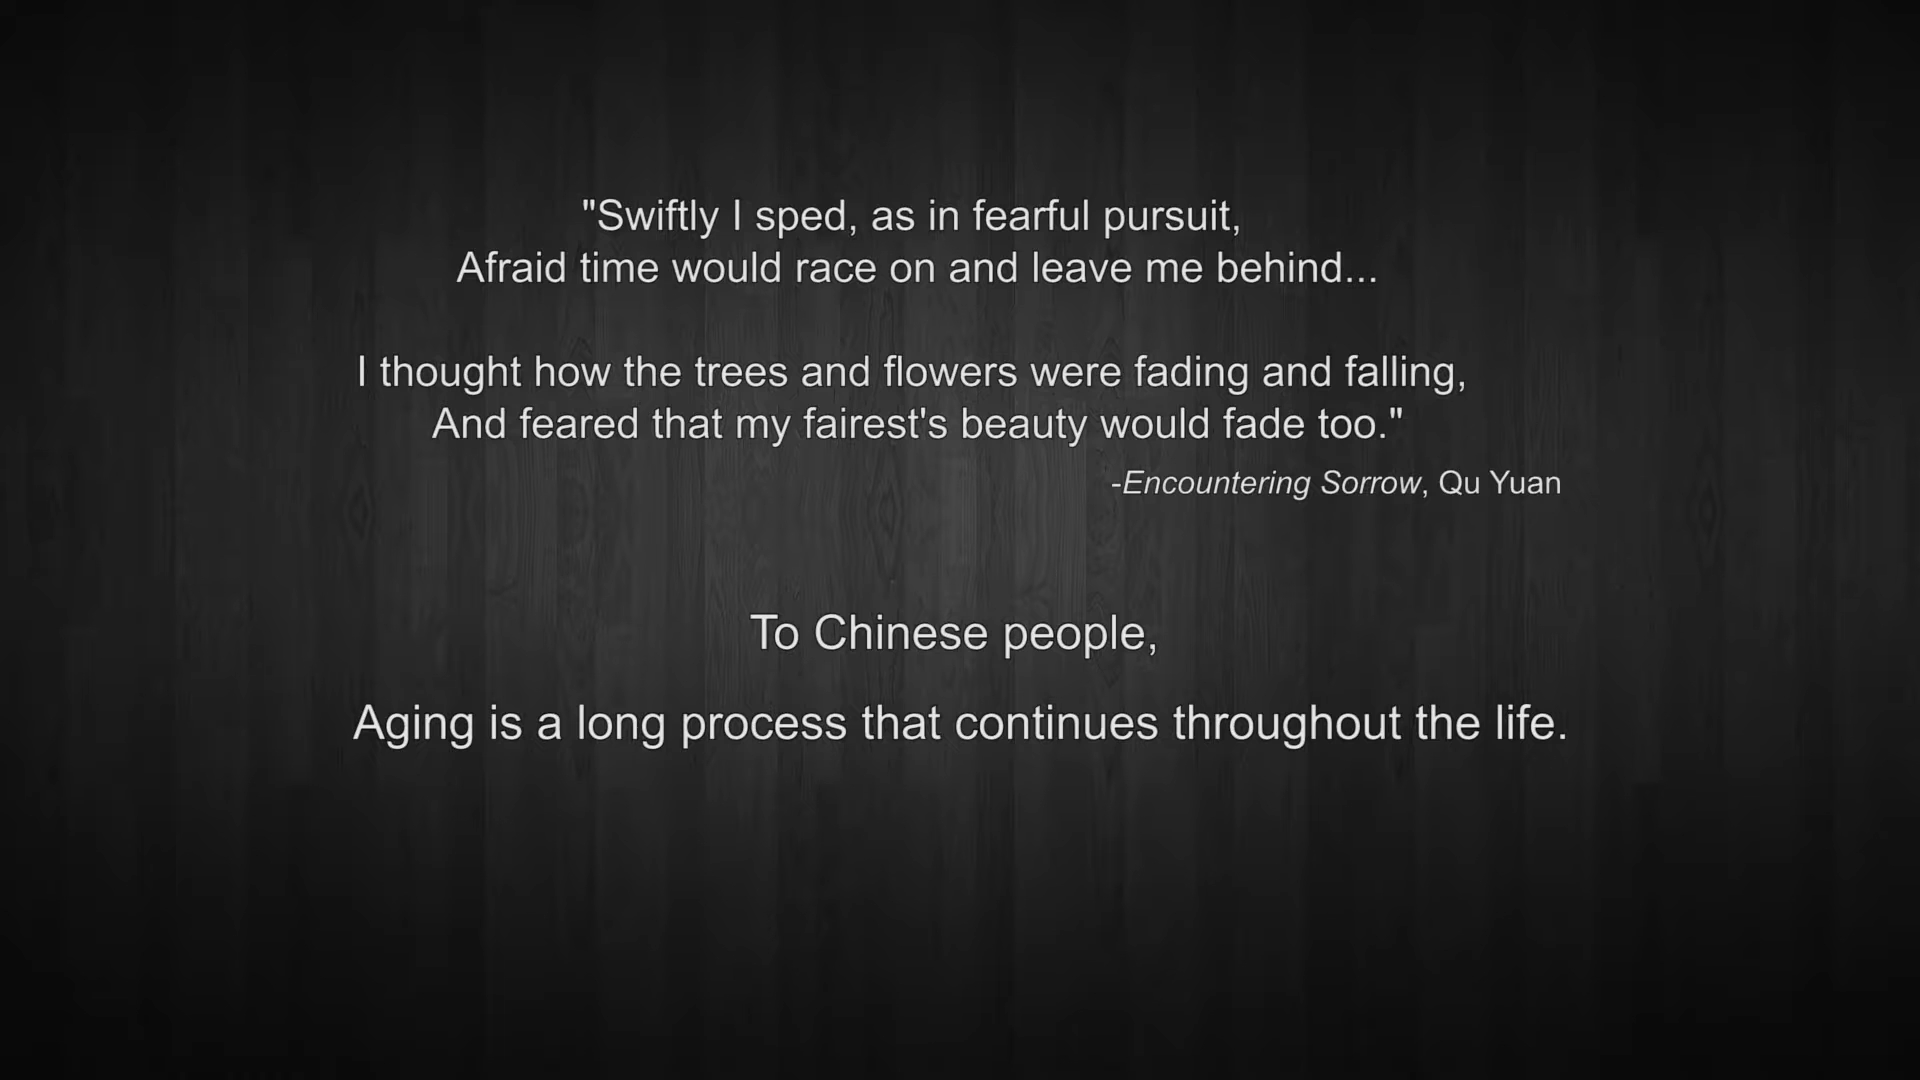 "Swiftly I sped, as in fearful pursuit,
Afraid time would race on and leave me behind...
I thought how the trees and flowers were fading and falling,
And feared that my fairest's beauty would fade too."
-Encountering Sorrow, Qu Yuan
To Chinese people,
Aging is a long process that continues throughout the life.